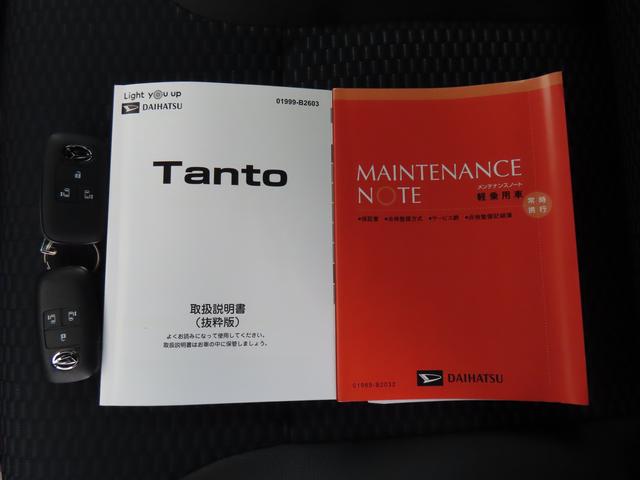 Light you up
DAIHATSU
01999-B2603
Tanto
取扱説明書
(抜粋版)
よくお読みになって使用してください。
取扱説明書はお車の中に保管しましょう。
MAINTENANCE
NOTE
メンテナンスノート
軽乗用車
常時
携行
●保証書 ●点検整備方式 ●サービス網 ●点検整備記録簿
DAIHATSU
01999-B2032